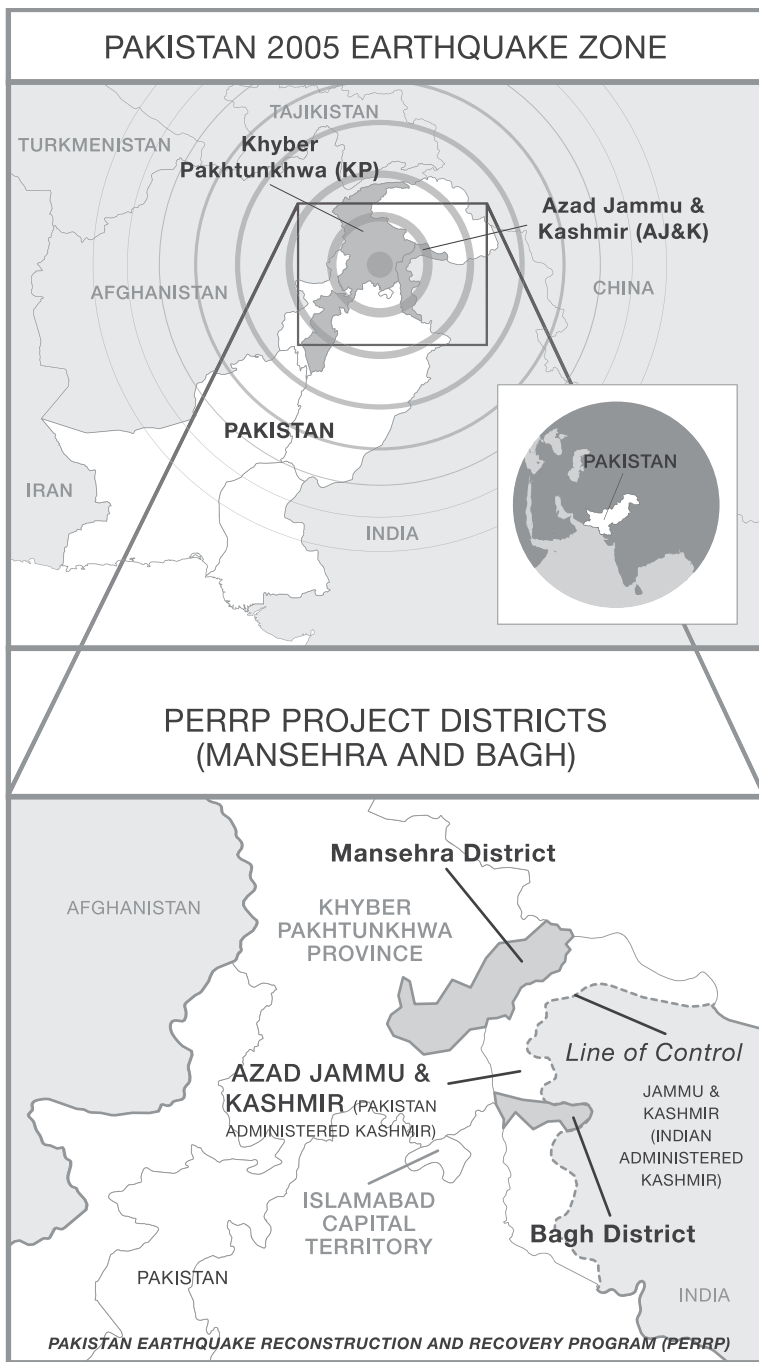 PAKISTAN 2005 EARTHQUAKE ZONE
TAJIKISTAN
TURKMENISTAN
Khyber
Pakhtunkhwa (KP)
Azad Jammu &
Kashmir (AJ&K)
AFGHANISTAN
CHINA
PAKISTAN
IRAN
INDIA
PAKISTAN
PERRP PROJECT DISTRICTS
(MANSEHRA AND BAGH)
Mansehra District
AFGHANISTAN
KHYBER
PAKHTUNKHWA
PROVINCE
Line of Control
AZAD JAMMU &
KASHMIR (PAKISTAN
ADMINISTERED KASHMIR)
JAMMU &
KASHMIR
(INDIAN
ADMINISTERED
KASHMIR)
ISLAMABAD
CAPITAL
TERRITORY
Bagh District
PAKISTAN
INDIA
PAKISTAN EARTHQUAKE RECONSTRUCTION AND RECOVERY PROGRAM (PERRP)